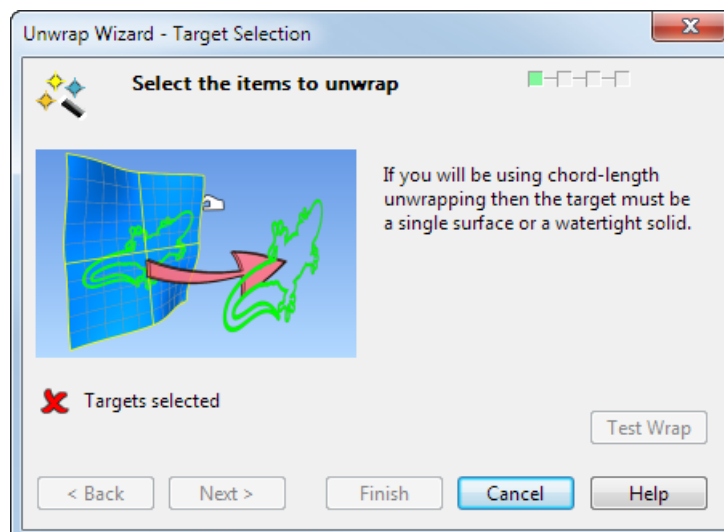 Unwrap Wizard - Target Selection
Select the items to unwrap
If you will be using chord-length
unwrapping then the target must be
a single surface or a watertight solid.
Targets selected
Test Wrap
< Back
Next >
Finish
Cancel
Help